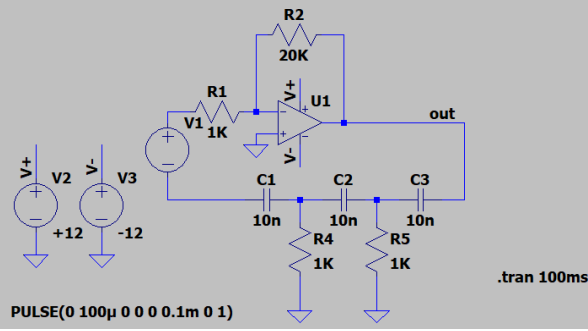 R2
20K
R1
1K
V+
U1
V1
V-
out
V+
V2
+12
V-
V3
-12
C1
10n
C2
10n
C3
10n
R4
1K
R5
1K
.tran 100ms
PULSE(0 100µ 0 0 0 0.1m 0 1)